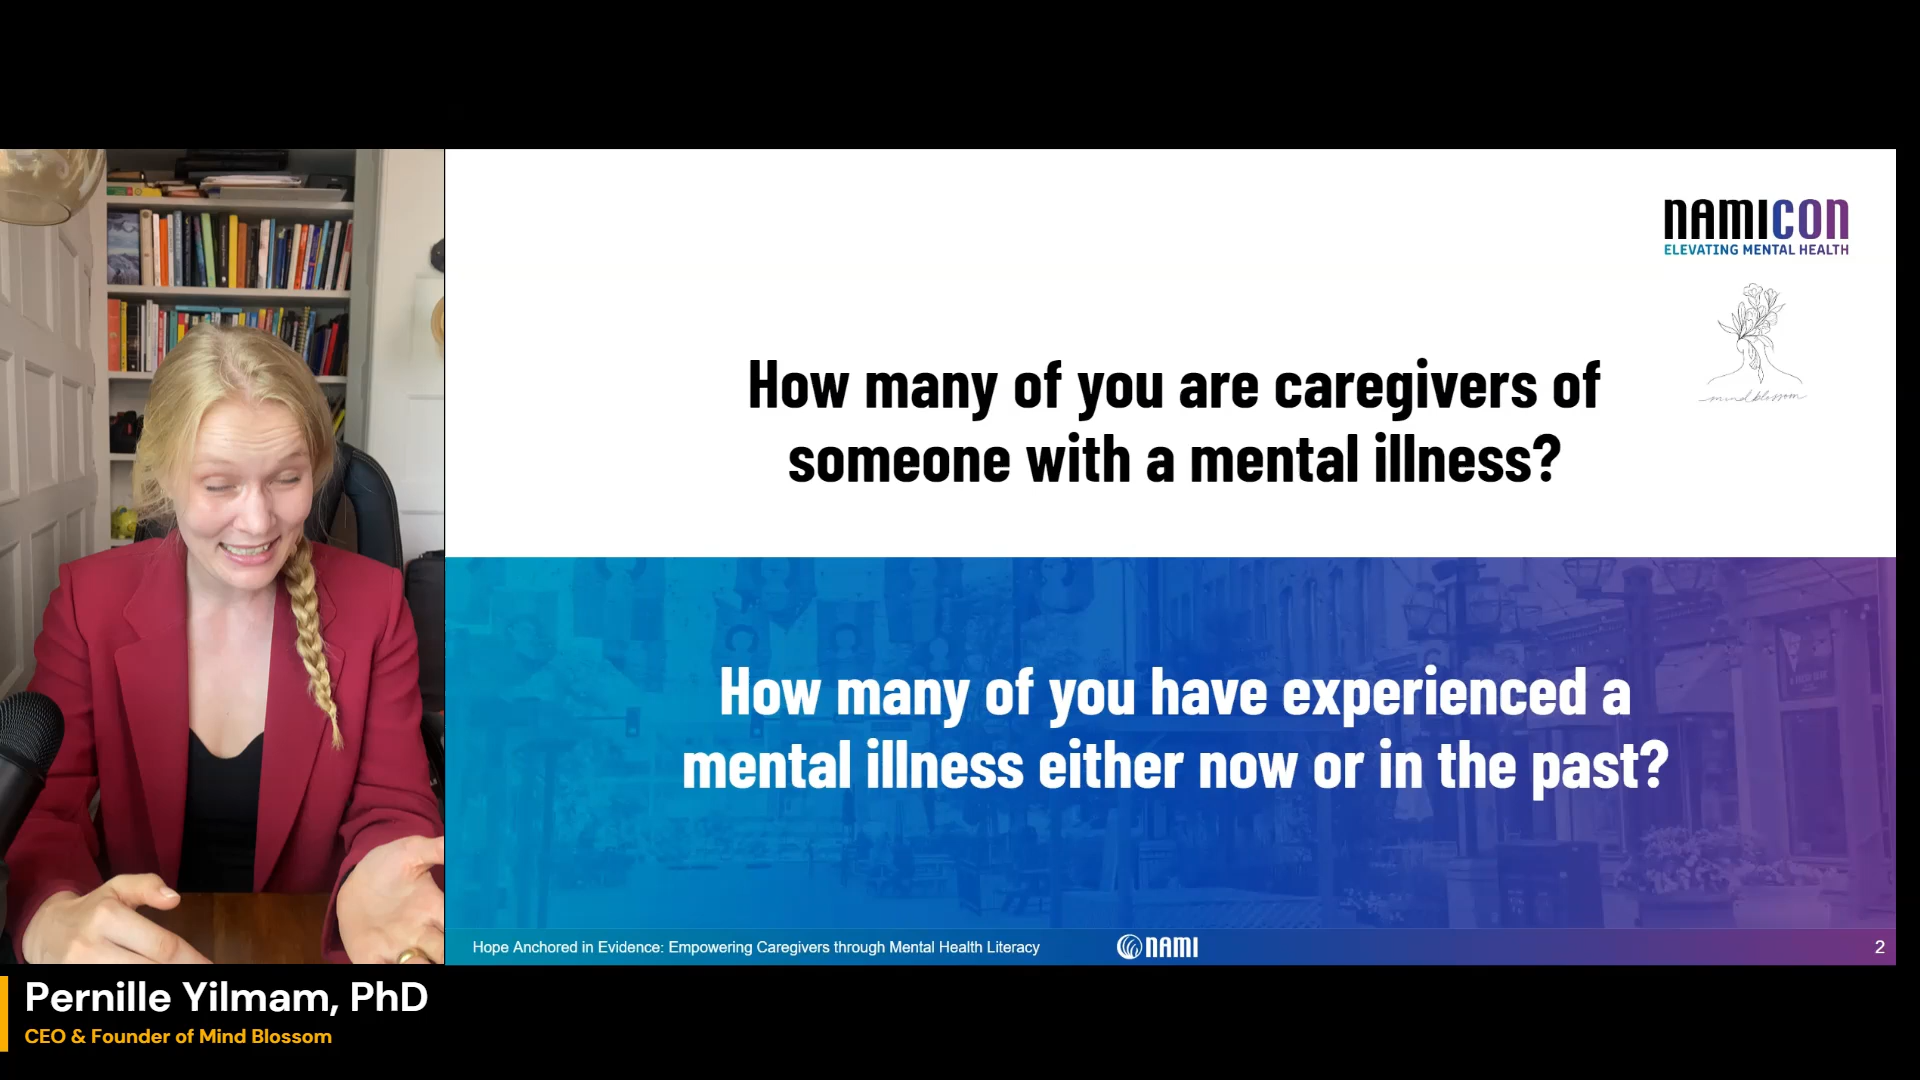 NAMICON
ELEVATING MENTAL HEALTH
mindblossom
How many of you are caregivers of
someone with a mental illness?
How many of you have experienced a
mental illness either now or in the past?
Hope Anchored in Evidence: Empowering Caregivers through Mental Health Literacy
NAMI
2
Pernille Yilmam, PhD
CEO & Founder of Mind Blossom